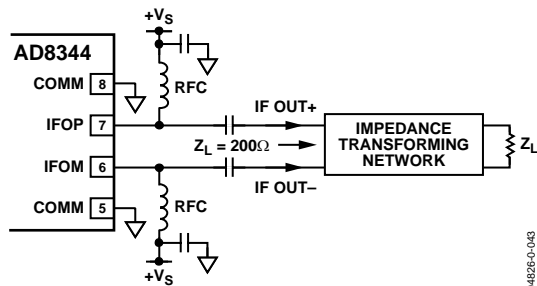 +VS
AD8344
COMM 8
RFC
IFOP 7
IF OUT+
ZL = 200Ω
IMPEDANCE
TRANSFORMING
NETWORK
ZL
IFOM 6
IF OUT–
COMM 5
RFC
+VS
04826-0-043